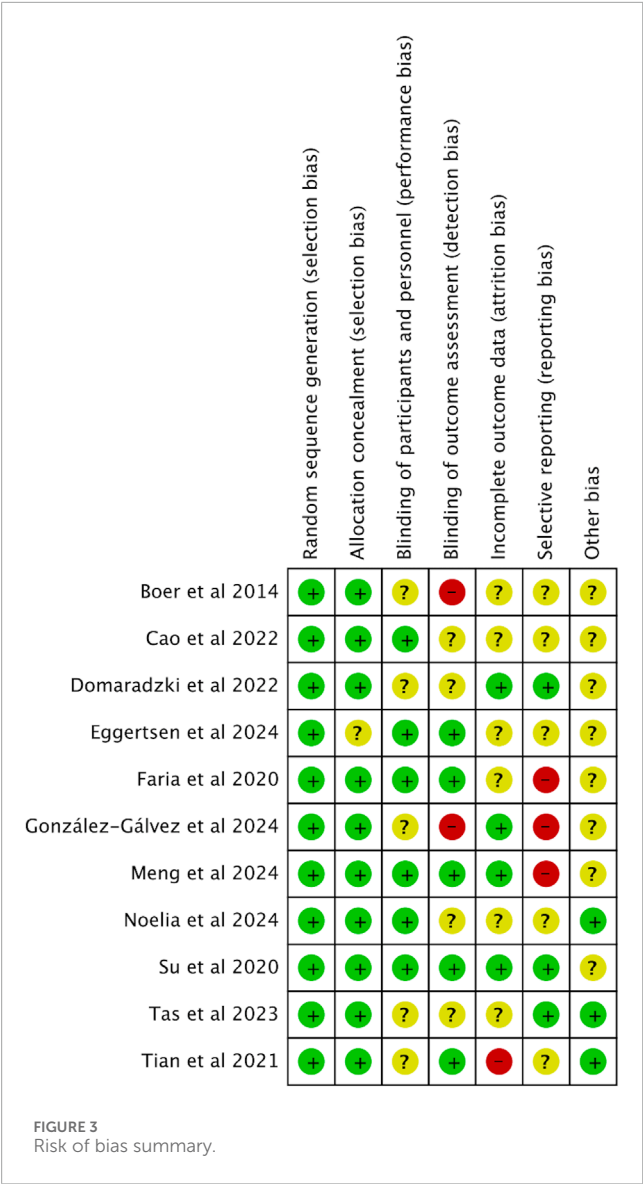 Random sequence generation (selection bias)
Allocation concealment (selection bias)
Blinding of participants and personnel (performance bias)
Blinding of outcome assessment (detection bias)
Incomplete outcome data (attrition bias)
Selective reporting (reporting bias)
Other bias
Boer et al 2014 + + ? - ? ? ?
Cao et al 2022 + + + ? ? ? ?
Domaradzki et al 2022 + + ? ? + + ?
Eggertsen et al 2024 + ? + + ? ? ?
Faria et al 2020 + + + + ? - ?
González-Gálvez et al 2024 + + ? - + - ?
Meng et al 2024 + + + + + - ?
Noelia et al 2024 + + + ? ? ? +
Su et al 2020 + + + + + + ?
Tas et al 2023 + + ? ? ? + +
Tian et al 2021 + + ? + - ? +
FIGURE 3
Risk of bias summary.